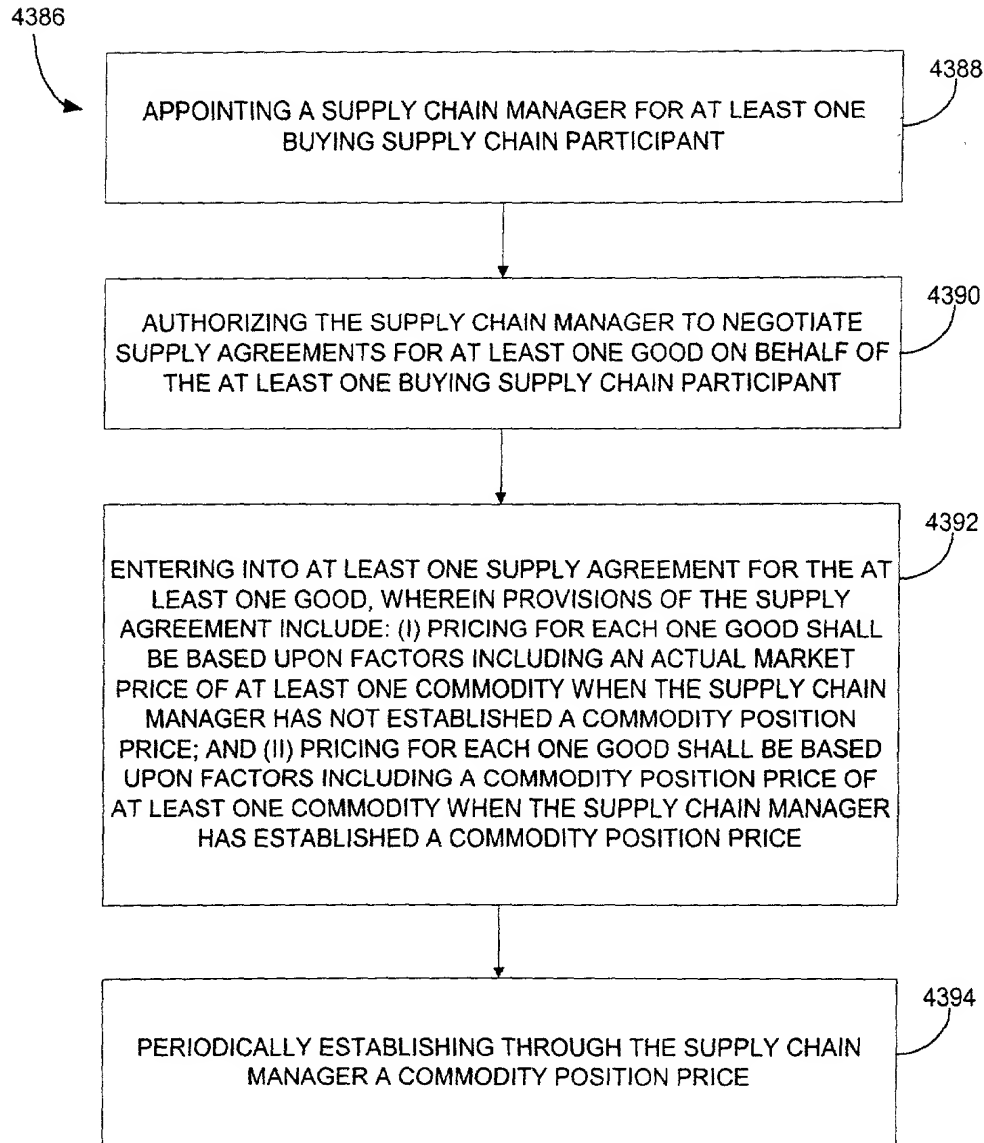 4386
4388
APPOINTING A SUPPLY CHAIN MANAGER FOR AT LEAST ONE
BUYING SUPPLY CHAIN PARTICIPANT
4390
AUTHORIZING THE SUPPLY CHAIN MANAGER TO NEGOTIATE
SUPPLY AGREEMENTS FOR AT LEAST ONE GOOD ON BEHALF OF
THE AT LEAST ONE BUYING SUPPLY CHAIN PARTICIPANT
4392
ENTERING INTO AT LEAST ONE SUPPLY AGREEMENT FOR THE AT
LEAST ONE GOOD, WHEREIN PROVISIONS OF THE SUPPLY
AGREEMENT INCLUDE: (I) PRICING FOR EACH ONE GOOD SHALL
BE BASED UPON FACTORS INCLUDING AN ACTUAL MARKET
PRICE OF AT LEAST ONE COMMODITY WHEN THE SUPPLY CHAIN
MANAGER HAS NOT ESTABLISHED A COMMODITY POSITION
PRICE; AND (II) PRICING FOR EACH ONE GOOD SHALL BE BASED
UPON FACTORS INCLUDING A COMMODITY POSITION PRICE OF
AT LEAST ONE COMMODITY WHEN THE SUPPLY CHAIN MANAGER
HAS ESTABLISHED A COMMODITY POSITION PRICE
4394
PERIODICALLY ESTABLISHING THROUGH THE SUPPLY CHAIN
MANAGER A COMMODITY POSITION PRICE